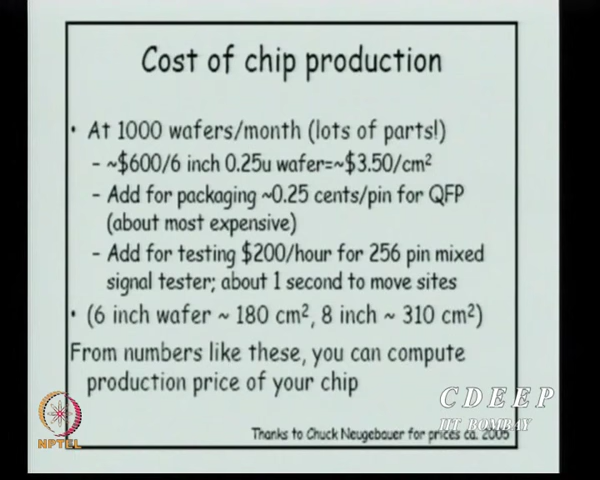 Cost of chip production
• At 1000 wafers/month (lots of parts!)
- ~$600/6 inch 0.25u wafer=~$3.50/cm²
- Add for packaging ~0.25 cents/pin for QFP
(about most expensive)
- Add for testing $200/hour for 256 pin mixed
signal tester; about 1 second to move sites
• (6 inch wafer ~ 180 cm², 8 inch ~ 310 cm²)
From numbers like these, you can compute
production price of your chip
CDEEP
IIT BOMBAY
NPTEL
Thanks to Chuck Neugebauer for prices ca. 2005